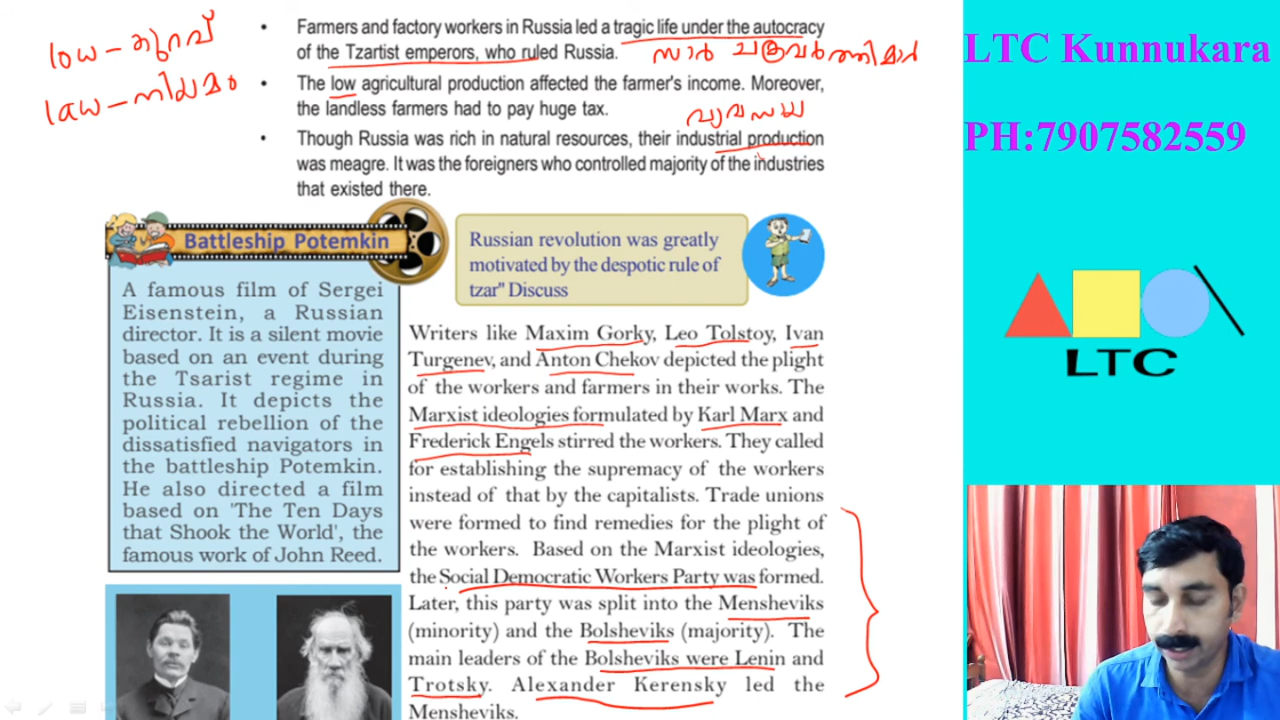 low – കുറവ്
law – നിയമം
• Farmers and factory workers in Russia led a tragic life under the autocracy
of the Tzartist emperors, who ruled Russia.
സാർ ചക്രവർത്തിമാർ
• The low agricultural production affected the farmer's income. Moreover,
the landless farmers had to pay huge tax.
വ്യവസായ
• Though Russia was rich in natural resources, their industrial production
was meagre. It was the foreigners who controlled majority of the industries
that existed there.
Battleship Potemkin
A famous film of Sergei
Eisenstein, a Russian
director. It is a silent movie
based on an event during
the Tsarist regime in
Russia. It depicts the
political rebellion of the
dissatisfied navigators in
the battleship Potemkin.
He also directed a film
based on 'The Ten Days
that Shook the World', the
famous work of John Reed.
Russian revolution was greatly
motivated by the despotic rule of
tzar" Discuss
Writers like Maxim Gorky, Leo Tolstoy, Ivan
Turgenev, and Anton Chekov depicted the plight
of the workers and farmers in their works. The
Marxist ideologies formulated by Karl Marx and
Frederick Engels stirred the workers. They called
for establishing the supremacy of the workers
instead of that by the capitalists. Trade unions
were formed to find remedies for the plight of
the workers. Based on the Marxist ideologies,
the Social Democratic Workers Party was formed.
Later, this party was split into the Mensheviks
(minority) and the Bolsheviks (majority). The
main leaders of the Bolsheviks were Lenin and
Trotsky. Alexander Kerensky led the
Mensheviks.
LTC Kunnukara
PH:7907582559
LTC